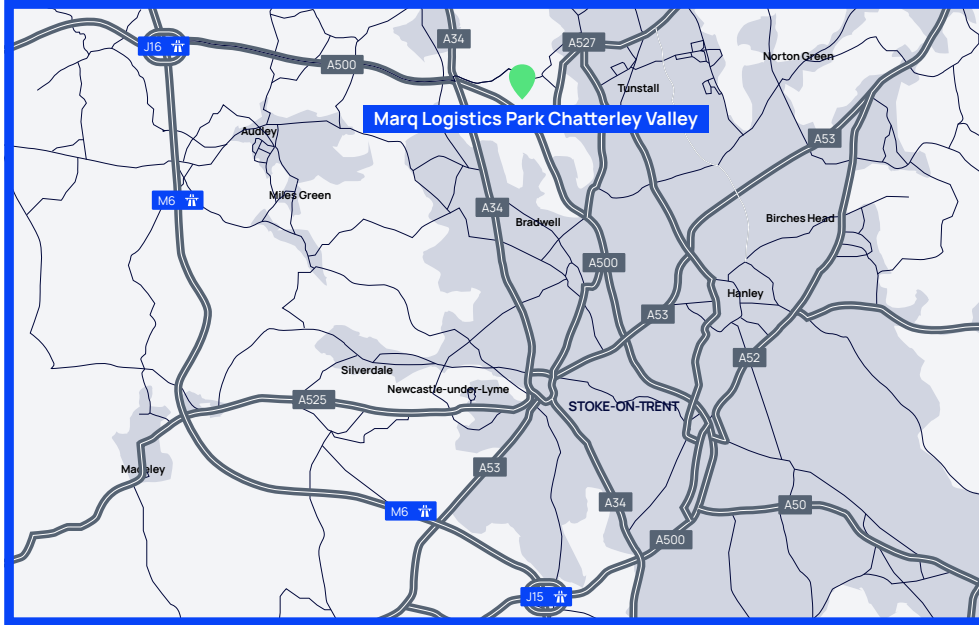 A34
A527
J16
A500
Norton Green
Tunstall
Marq Logistics Park Chatterley Valley
Audley
A53
Miles Green
M6
A34
Bradwell
Birches Head
A500
Hanley
A53
A52
Silverdale
Newcastle-under-Lyme
A525
STOKE-ON-TRENT
Madeley
A53
A34
A50
M6
A500
J15